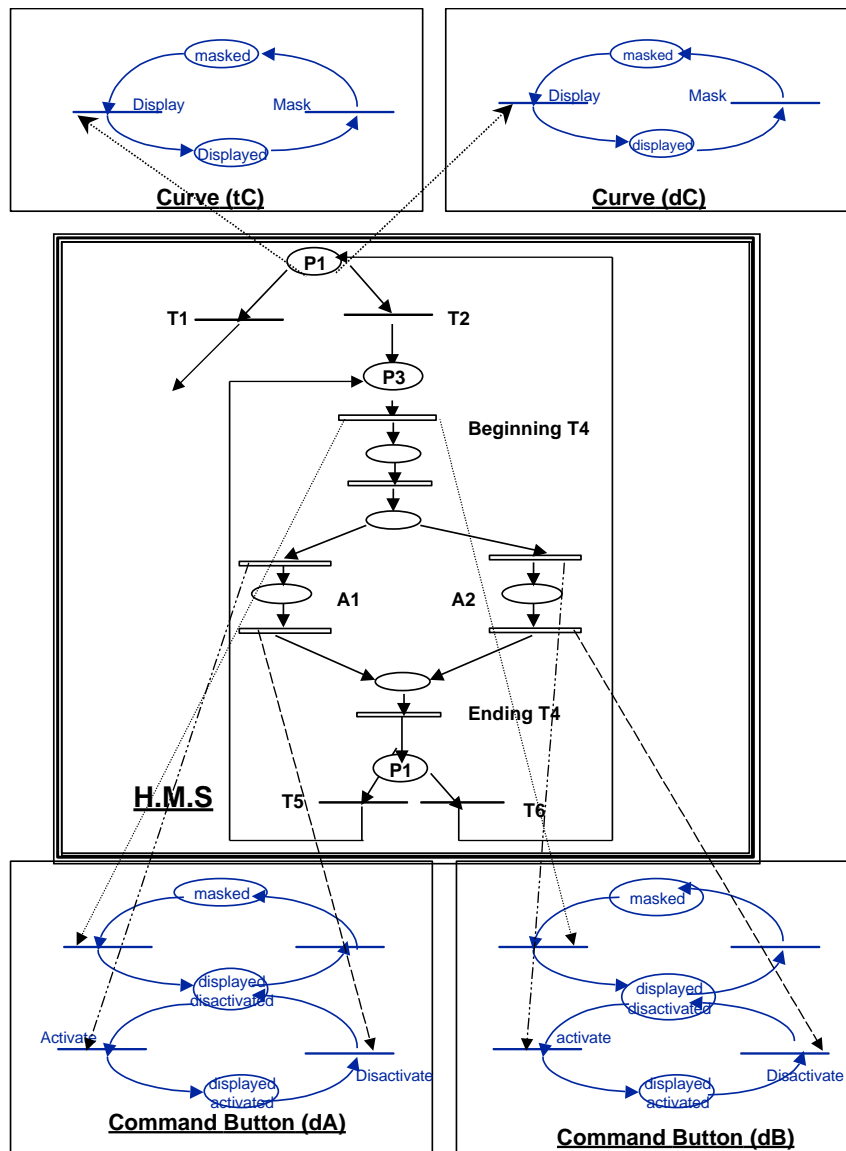 masked
Display
Mask
Displayed
Curve (tC)
masked
Display
Mask
displayed
Curve (dC)
P1
T1
T2
P3
Beginning T4
A1
A2
Ending T4
P1
H.M.S
T5
T6
masked
displayed
disactivated
Activate
Disactivate
displayed
activated
Command Button (dA)
masked
displayed
disactivated
activate
Disactivate
displayed
activated
Command Button (dB)